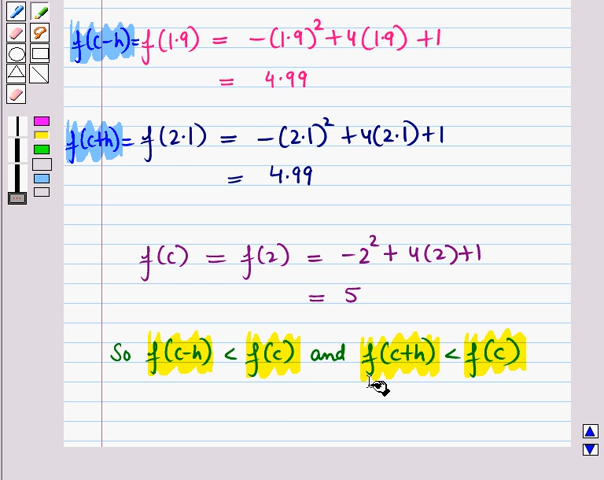 f(c-h) = f(1.9) = -(1.9)² + 4(1.9) + 1
= 4.99
f(c+h) = f(2.1) = -(2.1)² + 4(2.1) + 1
= 4.99
f(c) = f(2) = -2² + 4(2) + 1
= 5
So f(c-h) < f(c) and f(c+h) < f(c)